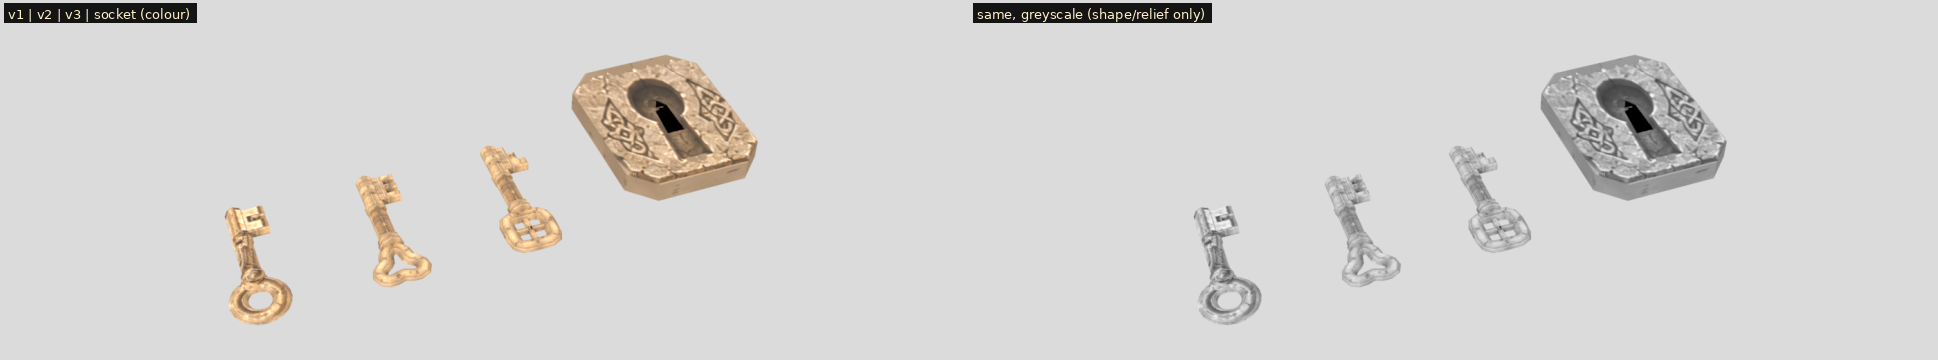 v1 | v2 | v3 | socket (colour)
same, greyscale (shape/relief only)